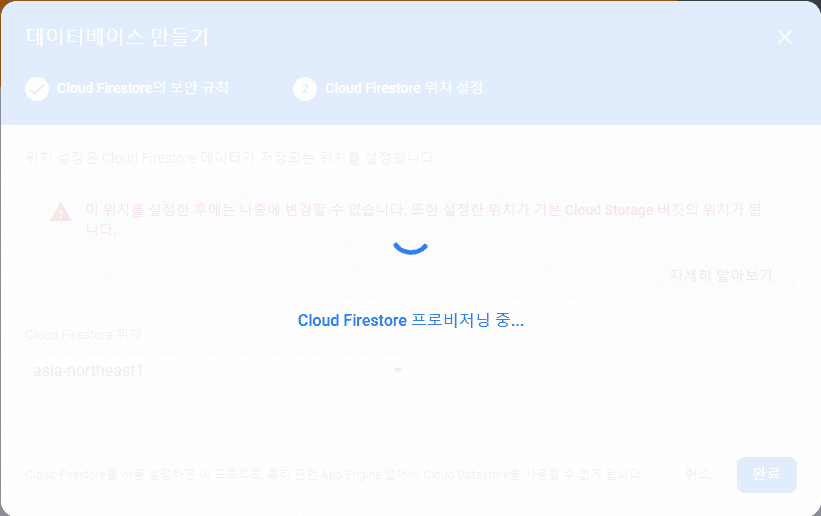 데이터베이스 만들기
Cloud Firestore의 보안 규칙
2 Cloud Firestore 위치 설정
위치 설정은 Cloud Firestore 데이터가 저장되는 위치를 설정합니다.
이 위치를 설정한 후에는 나중에 변경할 수 없습니다. 또한 설정한 위치가 기본 Cloud Storage 버킷의 위치가 됩
니다.
자세히 알아보기
Cloud Firestore 프로비저닝 중...
Cloud Firestore 위치
asia-northeast1
Cloud Firestore를 사용 설정하면 이 프로젝트, 특히 관련 App Engine 앱에서 Cloud Datastore를 사용할 수 없게 됩니다.
취소
완료